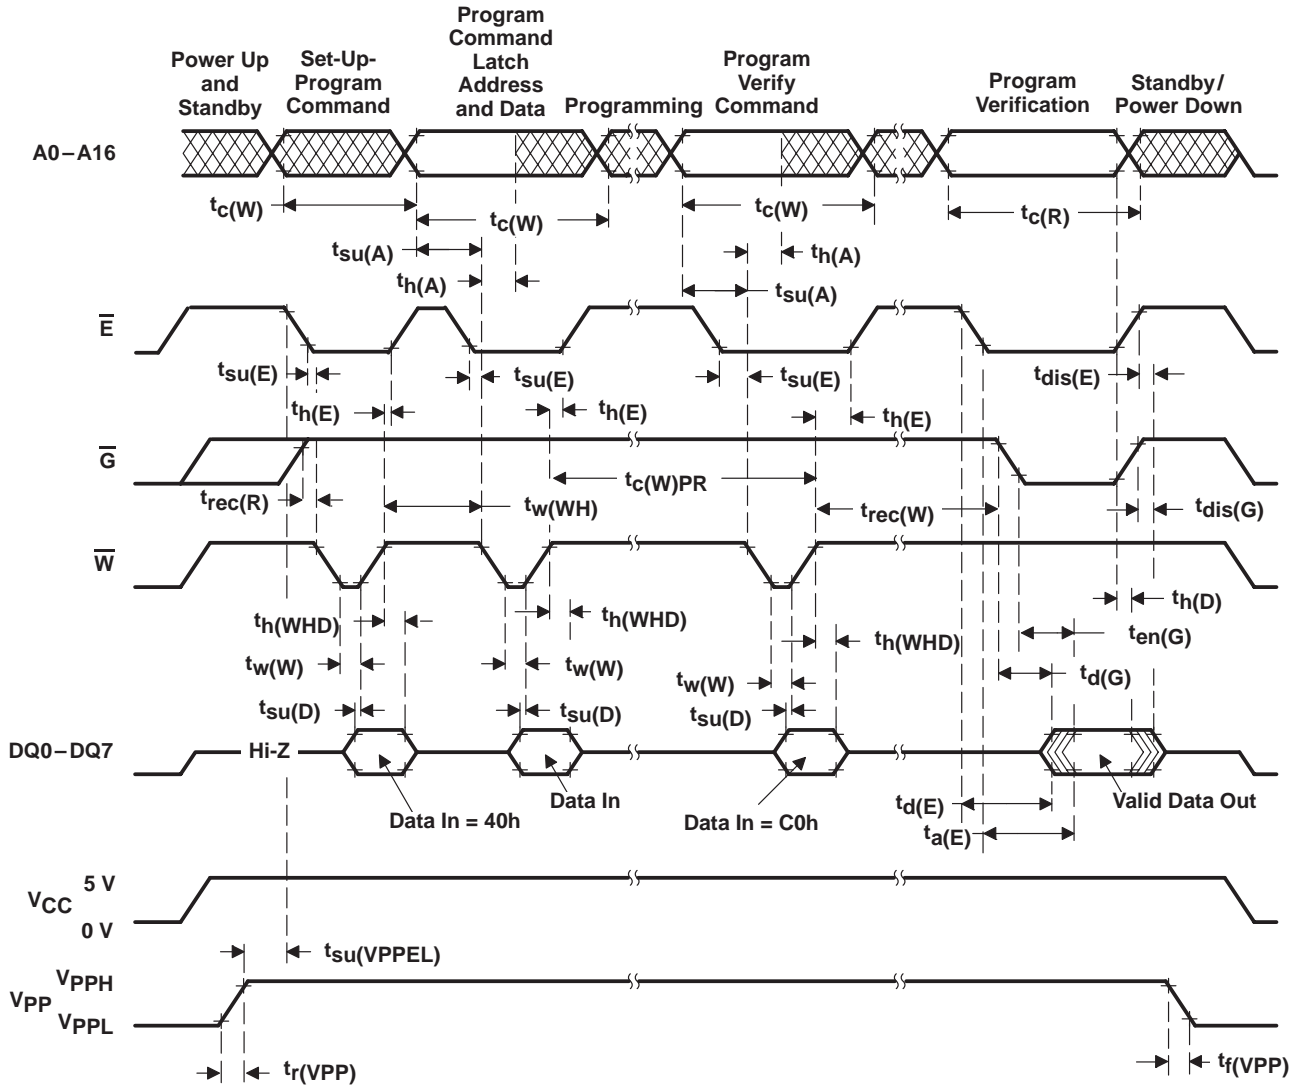 Power Up
and
Standby
Set-Up-
Program
Command
Program
Command
Latch
Address
and Data
Programming
Program
Verify
Command
Program
Verification
Standby/
Power Down
A0–A16
tc(W)
tc(W)
tc(W)
tc(R)
tsu(A)
th(A)
th(A)
tsu(A)
E
tsu(E)
tsu(E)
tsu(E)
tdis(E)
th(E)
th(E)
th(E)
G
trec(R)
tw(WH)
tc(W)PR
trec(W)
tdis(G)
W
th(WHD)
th(WHD)
th(WHD)
th(D)
ten(G)
tw(W)
tw(W)
tw(W)
td(G)
tsu(D)
tsu(D)
tsu(D)
DQ0–DQ7
Hi-Z
Data In = 40h
Data In
Data In = C0h
Valid Data Out
td(E)
ta(E)
VCC
5 V
0 V
tsu(VPPEL)
VPP
VPPH
VPPL
tr(VPP)
tf(VPP)